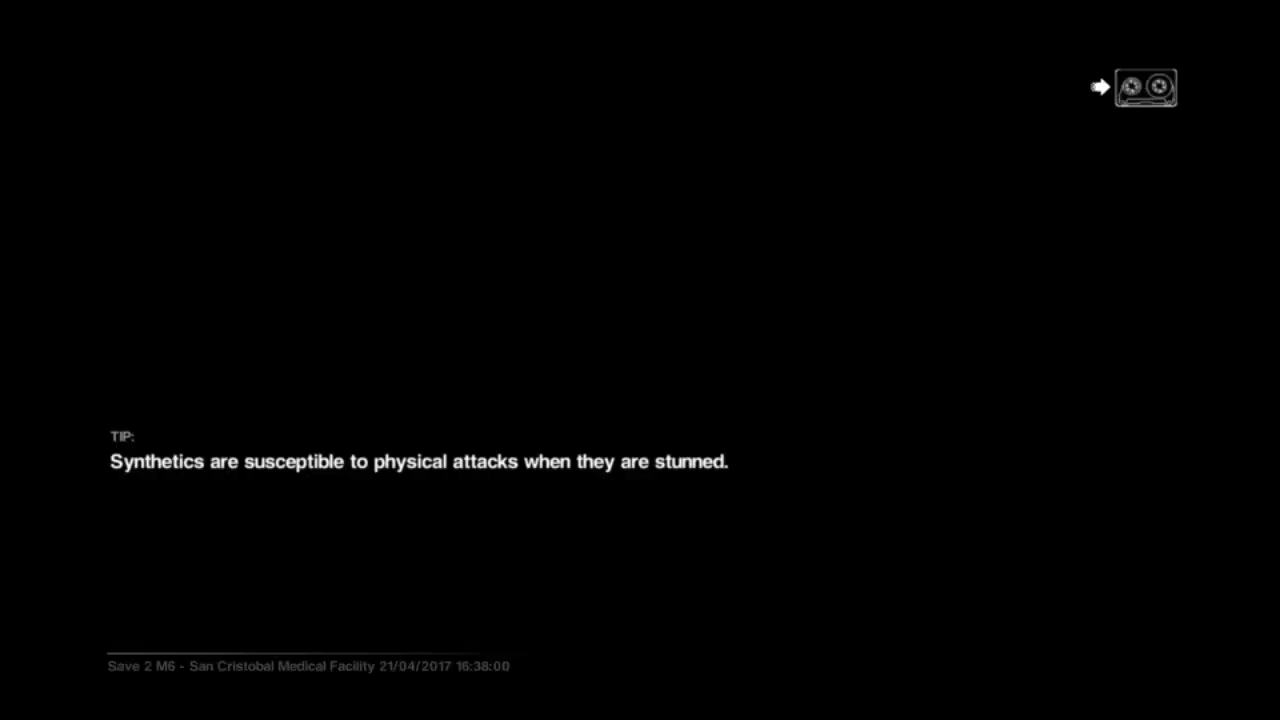 TIP:
Synthetics are susceptible to physical attacks when they are stunned.
Save 2 M6 - San Cristobal Medical Facility 21/04/2017 16:38:00